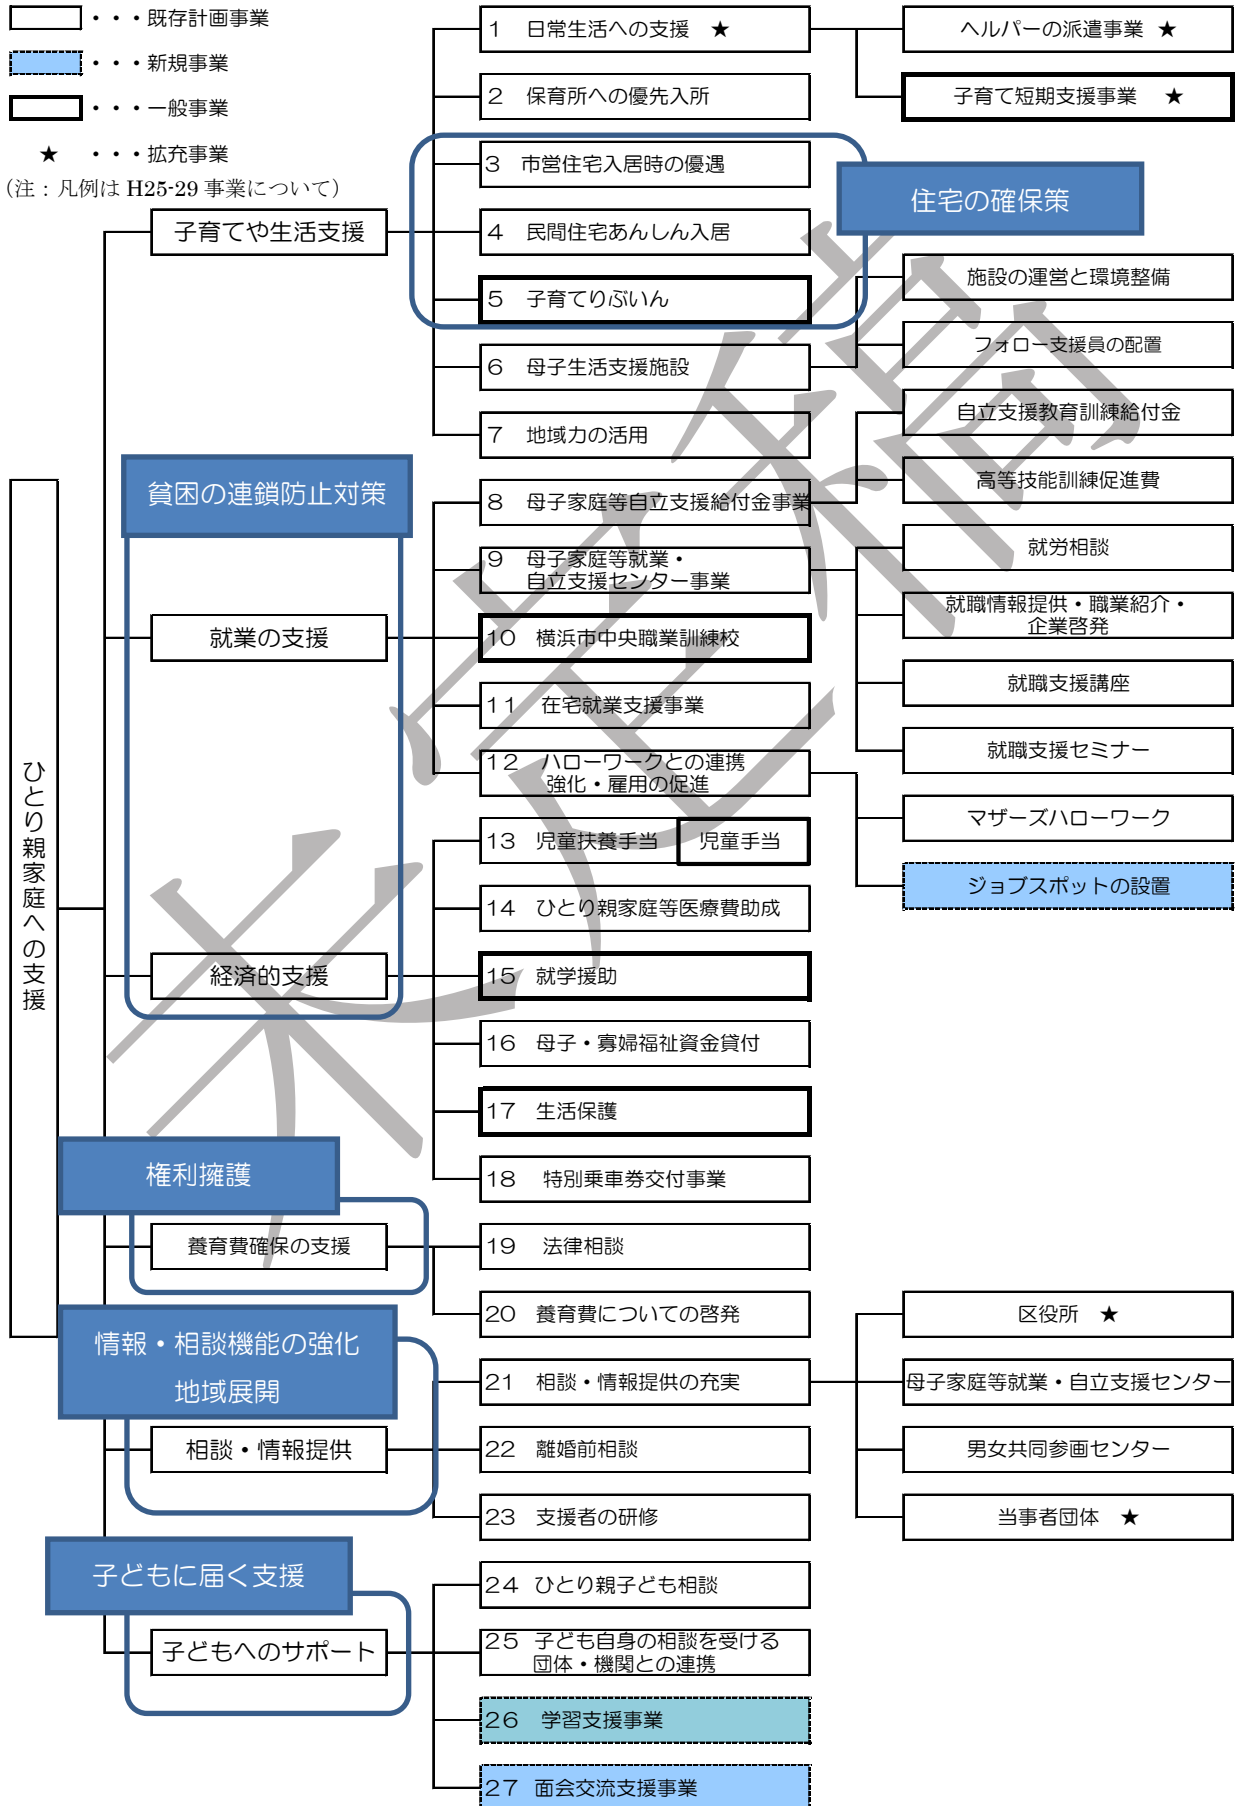 ・・・既存計画事業
・・・新規事業
・・・一般事業
★ ・・・拡充事業
（注：凡例は H25-29 事業について）
ひとり親家庭への支援
子育てや生活支援
1 日常生活への支援 ★
ヘルパーの派遣事業 ★
子育て短期支援事業 ★
2 保育所への優先入所
3 市営住宅入居時の優遇
住宅の確保策
4 民間住宅あんしん入居
5 子育てりぶいん
6 母子生活支援施設
施設の運営と環境整備
フォロー支援員の配置
7 地域力の活用
貧困の連鎖防止対策
就業の支援
8 母子家庭等自立支援給付金事業
自立支援教育訓練給付金
高等技能訓練促進費
9 母子家庭等就業・
自立支援センター事業
就労相談
就職情報提供・職業紹介・
企業啓発
就職支援講座
就職支援セミナー
10 横浜市中央職業訓練校
11 在宅就業支援事業
12 ハローワークとの連携
強化・雇用の促進
マザーズハローワーク
ジョブスポットの設置
経済的支援
13 児童扶養手当
児童手当
14 ひとり親家庭等医療費助成
15 就学援助
16 母子・寡婦福祉資金貸付
17 生活保護
18 特別乗車券交付事業
権利擁護
養育費確保の支援
19 法律相談
20 養育費についての啓発
情報・相談機能の強化
地域展開
相談・情報提供
21 相談・情報提供の充実
区役所 ★
母子家庭等就業・自立支援センター
男女共同参画センター
当事者団体 ★
22 離婚前相談
23 支援者の研修
子どもに届く支援
子どもへのサポート
24 ひとり親子ども相談
25 子ども自身の相談を受ける
団体・機関との連携
26 学習支援事業
27 面会交流支援事業
未定稿